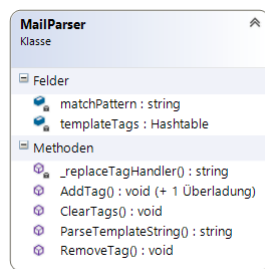 MailParser
Klasse
Felder
matchPattern : string
templateTags : Hashtable
Methoden
_replaceTagHandler() : string
AddTag() : void (+ 1 Überladung)
ClearTags() : void
ParseTemplateString() : string
RemoveTag() : void